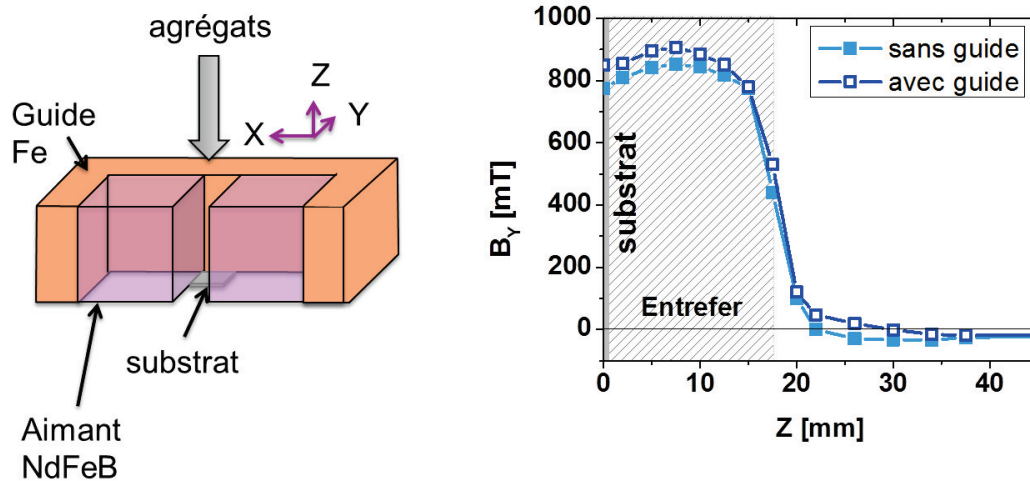 agrégats
Guide
Fe
Z
Y
X
substrat
Aimant
NdFeB
1000
800
600
400
200
0
B_Y [mT]
substrat
Entrefer
sans guide
avec guide
0
10
20
30
40
Z [mm]